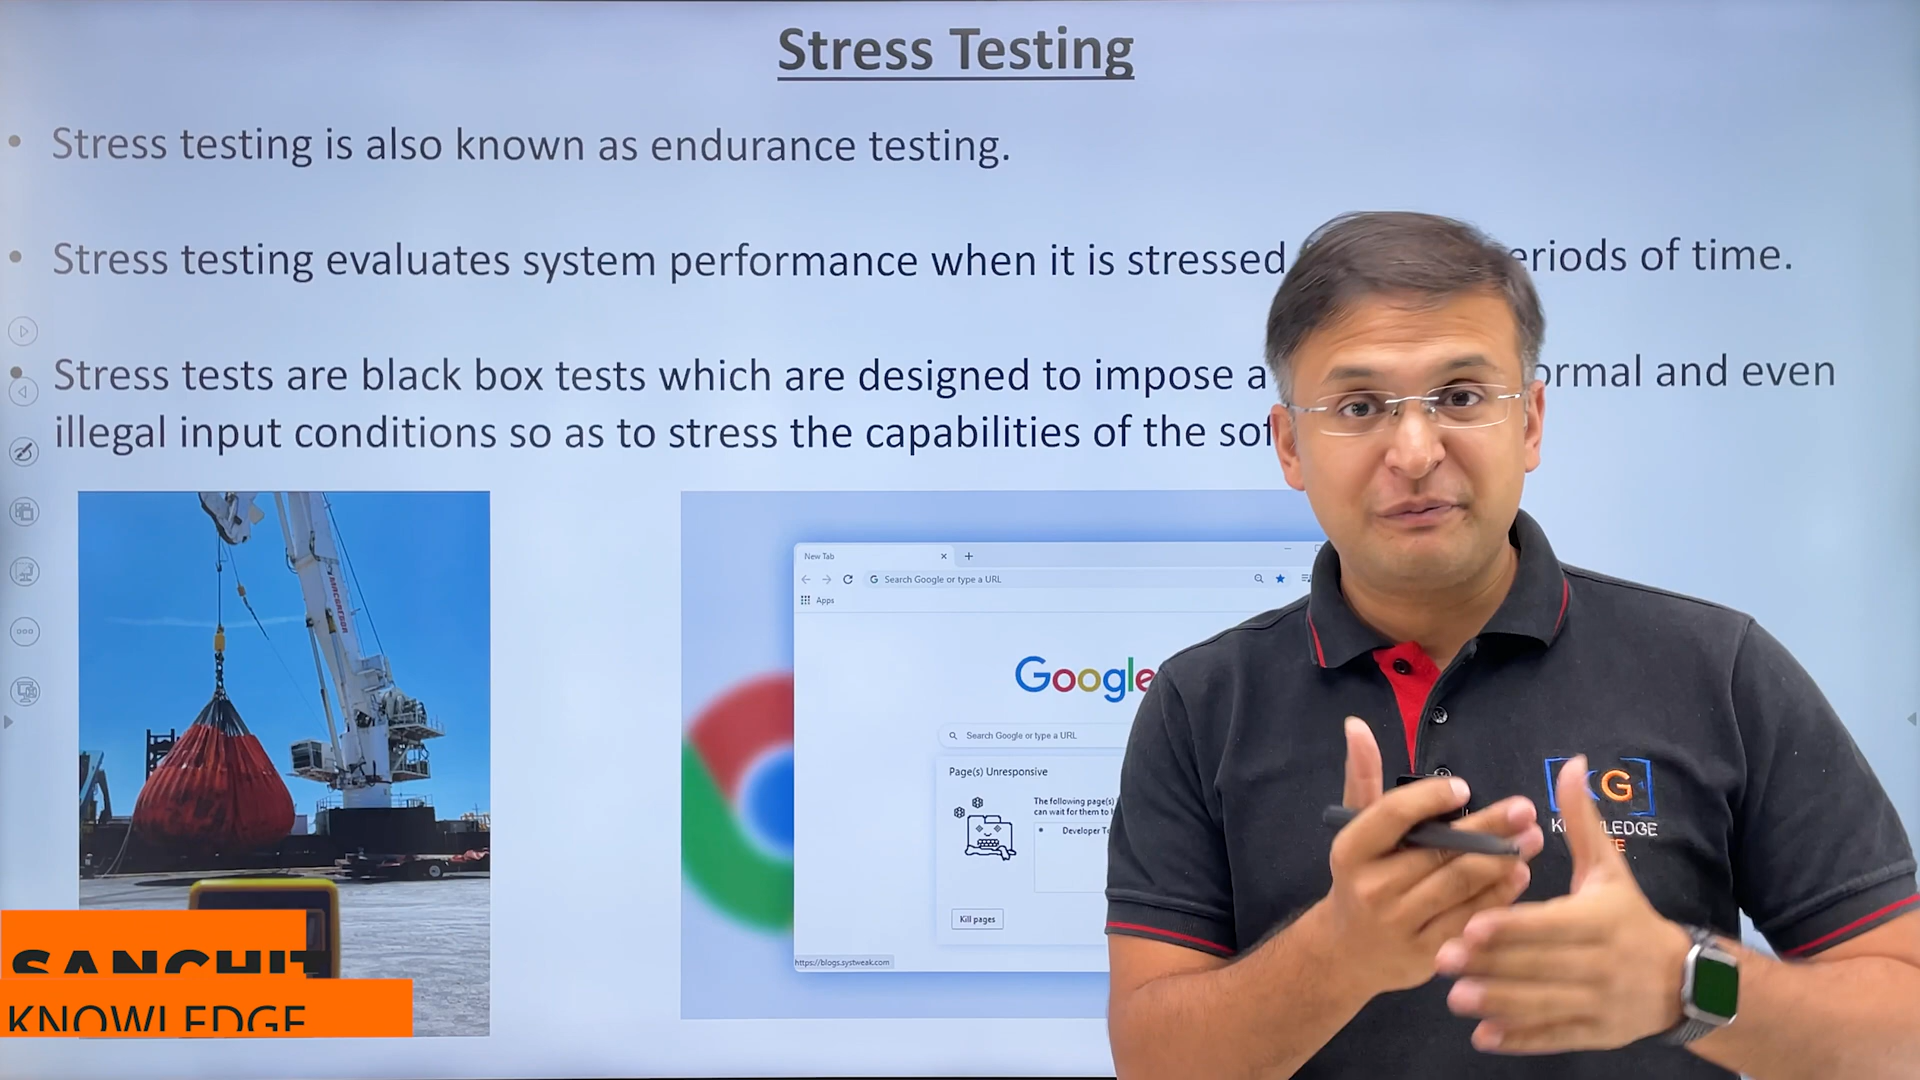 Stress Testing
• Stress testing is also known as endurance testing.
• Stress testing evaluates system performance when it is stressed eriods of time.
• Stress tests are black box tests which are designed to impose a ormal and even
illegal input conditions so as to stress the capabilities of the sof
MACGREGOR
New Tab
Search Google or type a URL
Apps
Google
Search Google or type a URL
Page(s) Unresponsive
The following page(s)
can wait for them to
Developer
Kill pages
https://blogs.systweak.com
KG
KNOWLEDGE
SANCHIT
KNOWLEDGE